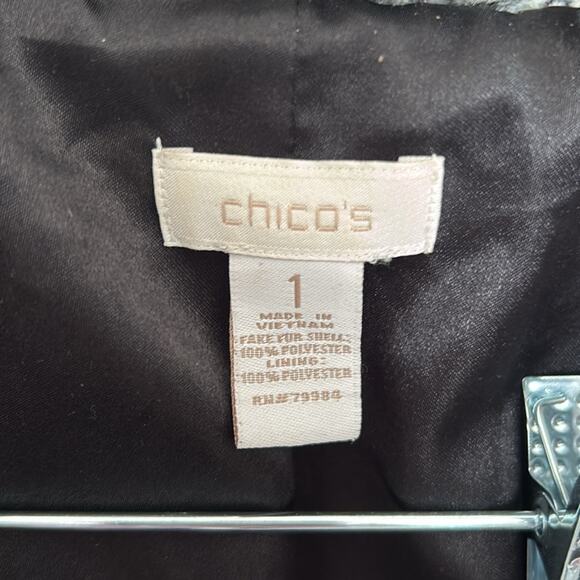 chico's
1
MADE IN
VIETNAM
FAKE FUR SHELL:
100% POLYESTER
LINING:
100% POLYESTER
RN#79984